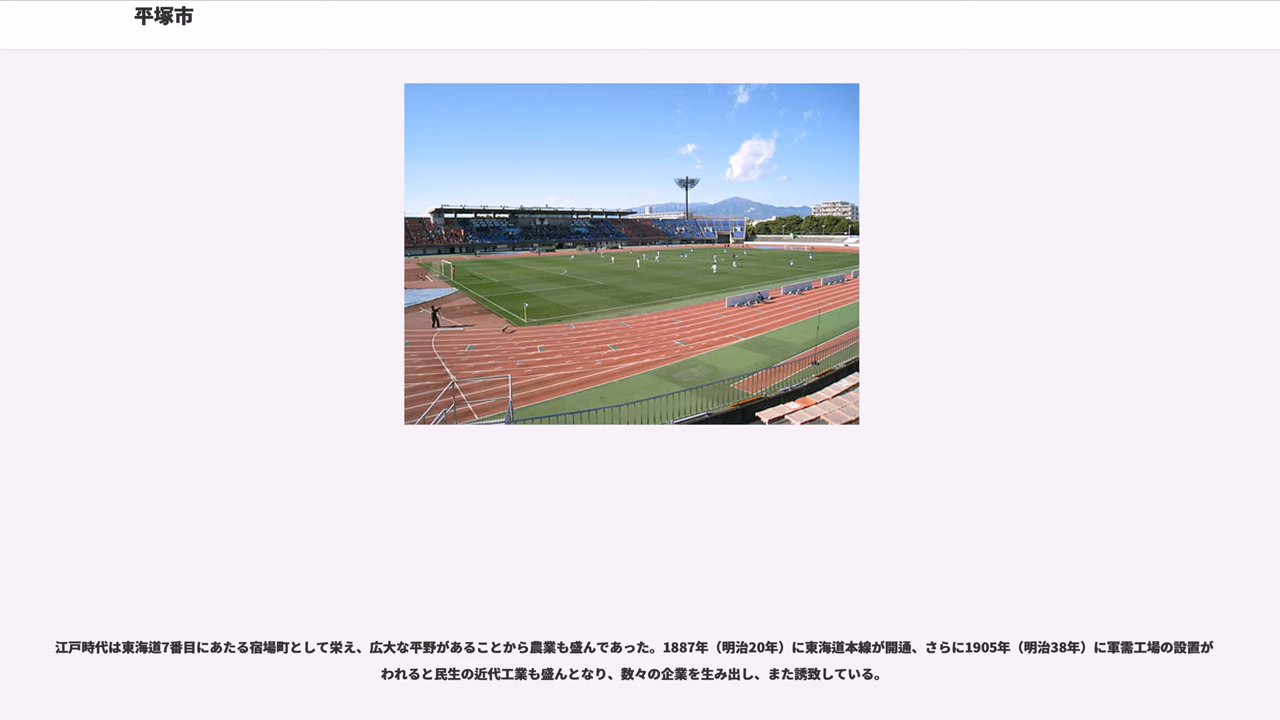 平塚市
江戸時代は東海道7番目にあたる宿場町として栄え、広大な平野があることから農業も盛んであった。1887年（明治20年）に東海道本線が開通、さらに1905年（明治38年）に軍需工場の設置が
われると民生の近代工業も盛んとなり、数々の企業を生み出し、また誘致している。